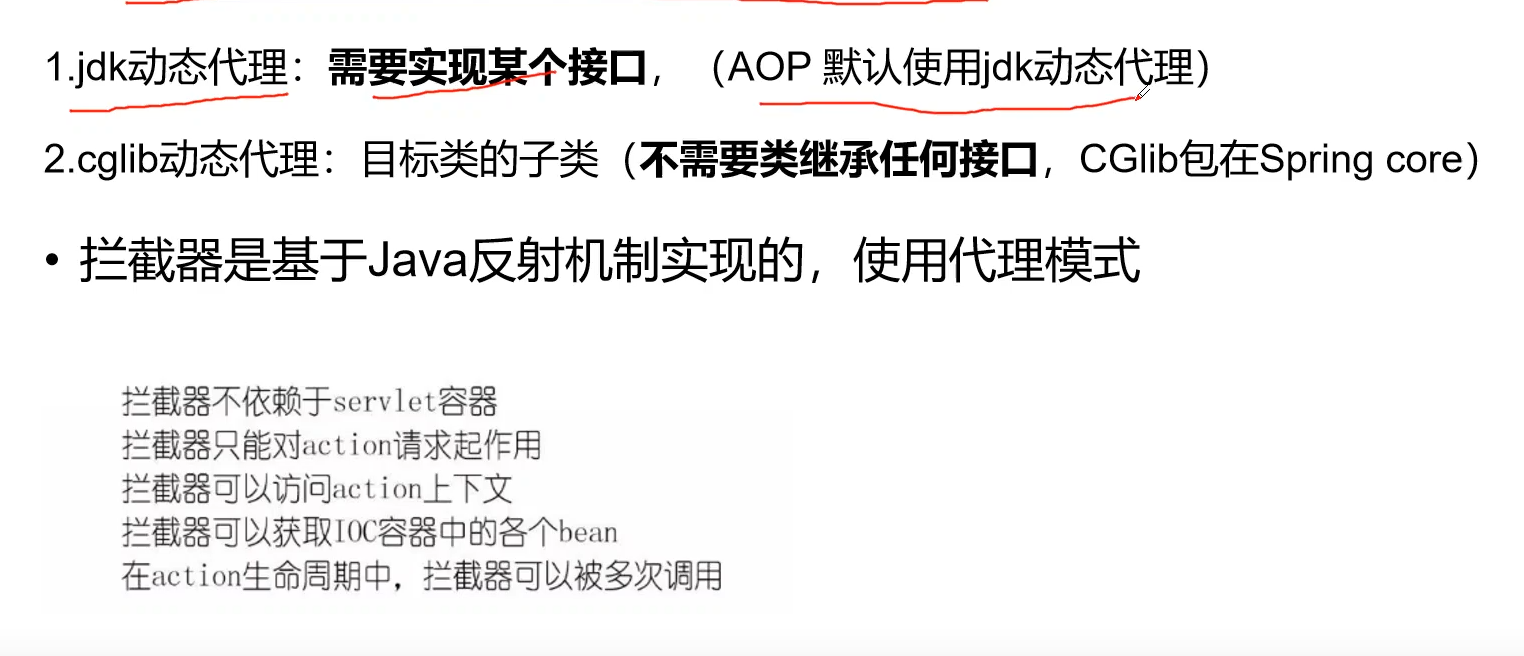 1.jdk动态代理：需要实现某个接口，（AOP 默认使用jdk动态代理）
2.cglib动态代理：目标类的子类（不需要类继承任何接口，CGlib包在Spring core）
• 拦截器是基于Java反射机制实现的，使用代理模式
拦截器不依赖于servlet容器
拦截器只能对action请求起作用
拦截器可以访问action上下文
拦截器可以获取IOC容器中的各个bean
在action生命周期中，拦截器可以被多次调用